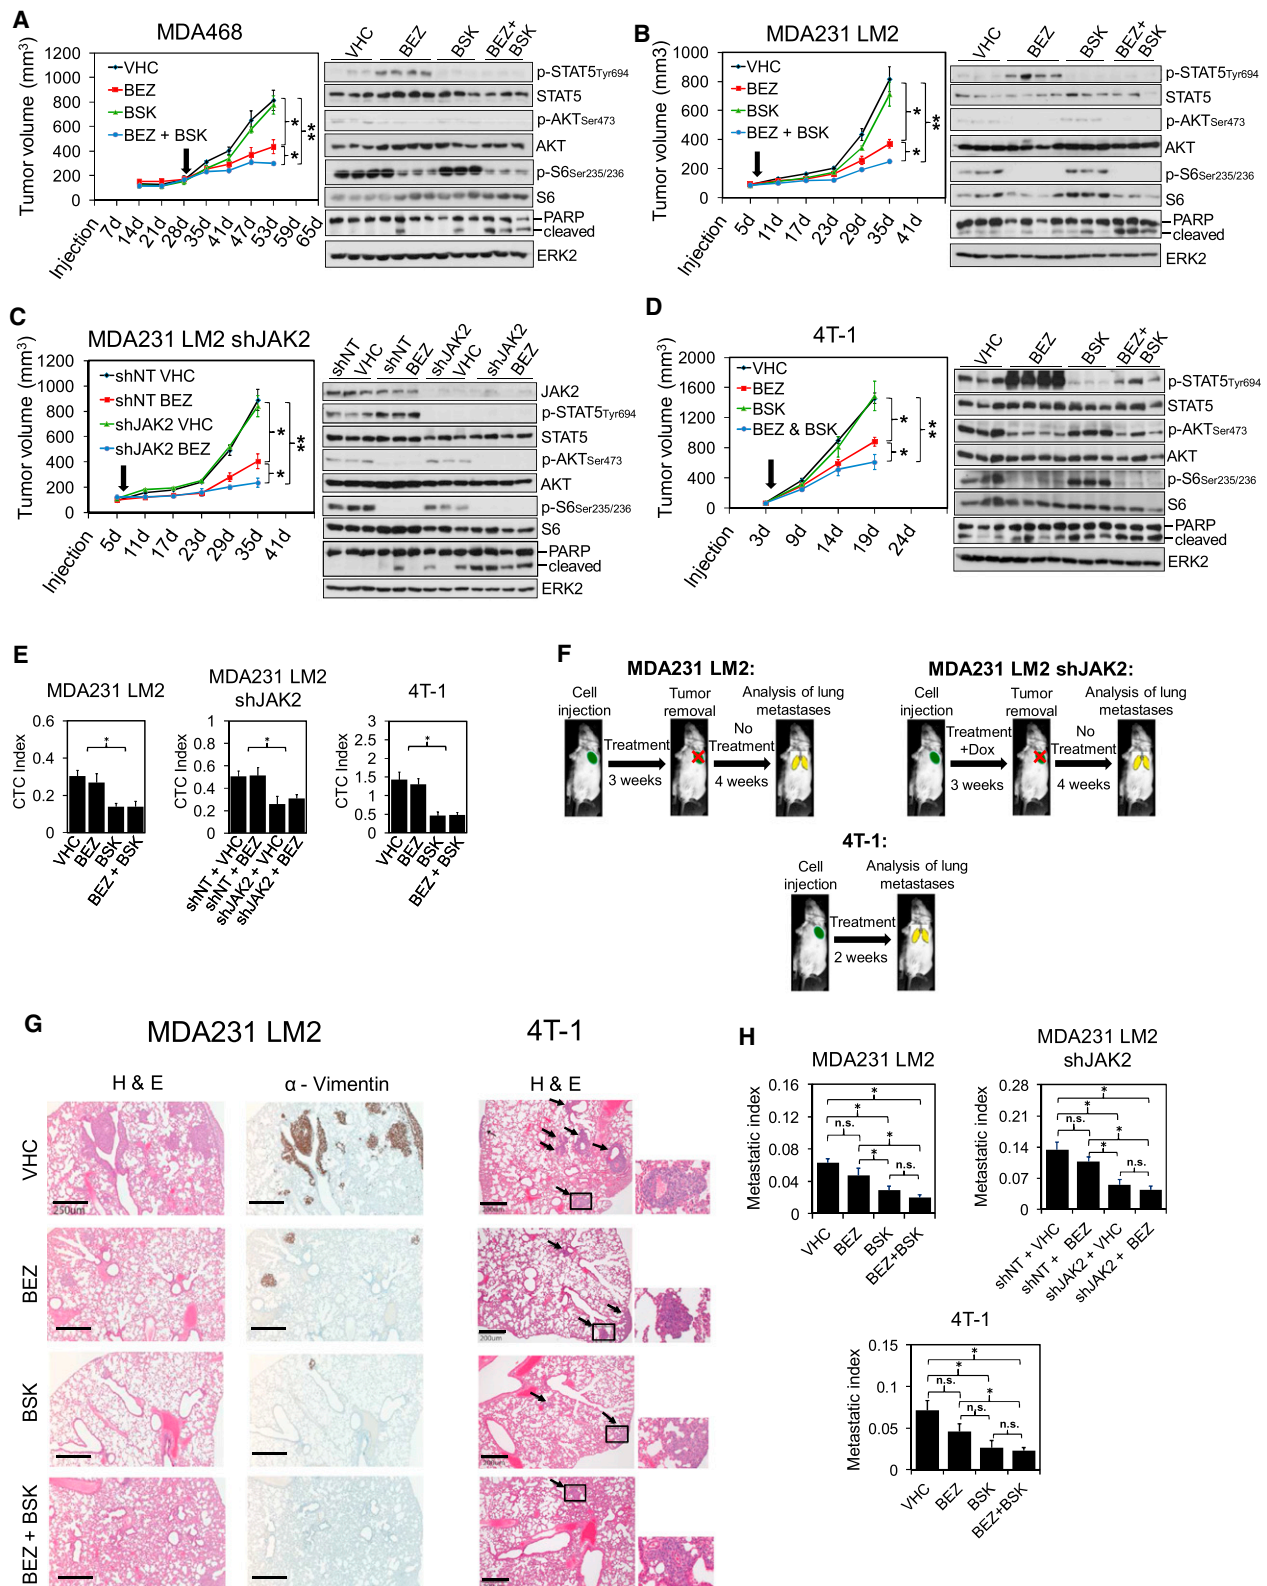 A
MDA468
Tumor volume (mm3)
1200
1000
800
600
400
200
0
VHC
BEZ
BSK
BEZ + BSK
*
*
**
Injection
7d
14d
21d
28d
35d
41d
47d
53d
59d
65d
VHC
BEZ
BSK
BEZ+
BSK
p-STAT5Tyr694
STAT5
p-AKTSer473
AKT
p-S6Ser235/236
S6
PARP
cleaved
ERK2
B
MDA231 LM2
Tumor volume (mm3)
1000
800
600
400
200
0
VHC
BEZ
BSK
BEZ + BSK
*
*
**
Injection
5d
11d
17d
23d
29d
35d
41d
VHC
BEZ
BSK
BEZ+
BSK
p-STAT5Tyr694
STAT5
p-AKTSer473
AKT
p-S6Ser235/236
S6
PARP
cleaved
ERK2
C
MDA231 LM2 shJAK2
Tumor volume (mm3)
1200
1000
800
600
400
200
0
shNT VHC
shNT BEZ
shJAK2 VHC
shJAK2 BEZ
*
*
**
Injection
5d
11d
17d
23d
29d
35d
41d
shNT
VHC
shNT
BEZ
shJAK2
VHC
shJAK2
BEZ
JAK2
p-STAT5Tyr694
STAT5
p-AKTSer473
AKT
p-S6Ser235/236
S6
PARP
cleaved
ERK2
D
4T-1
Tumor volume (mm3)
2000
1600
1200
800
400
0
VHC
BEZ
BSK
BEZ & BSK
*
*
**
Injection
3d
9d
14d
19d
24d
VHC
BEZ
BSK
BEZ+
BSK
p-STAT5Tyr694
STAT5
p-AKTSer473
AKT
p-S6Ser235/236
S6
PARP
cleaved
ERK2
E
MDA231 LM2
CTC Index
0.6
0.4
0.2
0
*
VHC
BEZ
BSK
BEZ + BSK
MDA231 LM2
shJAK2
CTC Index
1
0.8
0.6
0.4
0.2
0
*
shNT + VHC
shNT + BEZ
shJAK2 + VHC
shJAK2 + BEZ
4T-1
CTC Index
3
2.5
2
1.5
1
0.5
0
*
VHC
BEZ
BSK
BEZ + BSK
F
MDA231 LM2:
Cell
injection
Tumor
removal
Analysis of lung
metastases
Treatment
3 weeks
No
Treatment
4 weeks
MDA231 LM2 shJAK2:
Cell
injection
Tumor
removal
Analysis of lung
metastases
Treatment
+Dox
3 weeks
No
Treatment
4 weeks
4T-1:
Cell
injection
Analysis of lung
metastases
Treatment
2 weeks
G
MDA231 LM2
4T-1
H & E
α - Vimentin
H & E
VHC
250um
BEZ
200um
BSK
BEZ + BSK
H
MDA231 LM2
Metastatic index
0.16
0.12
0.08
0.04
0
*
*
n.s.
*
*
n.s.
VHC
BEZ
BSK
BEZ+BSK
MDA231 LM2
shJAK2
Metastatic index
0.28
0.21
0.14
0.07
0
*
*
n.s.
*
*
n.s.
shNT + VHC
shNT + BEZ
shJAK2 + VHC
shJAK2 + BEZ
4T-1
Metastatic index
0.15
0.1
0.05
0
*
*
n.s.
*
n.s.
n.s.
VHC
BEZ
BSK
BEZ+BSK